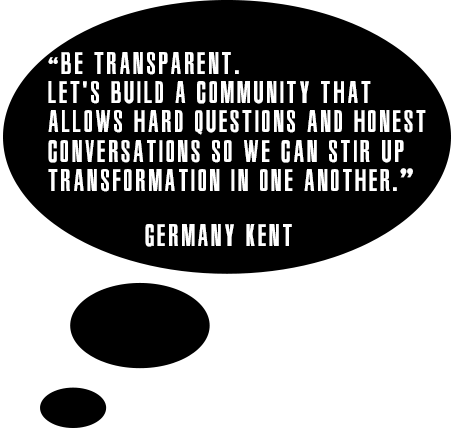 “BE TRANSPARENT.
LET'S BUILD A COMMUNITY THAT
ALLOWS HARD QUESTIONS AND HONEST
CONVERSATIONS SO WE CAN STIR UP
TRANSFORMATION IN ONE ANOTHER.”
GERMANY KENT